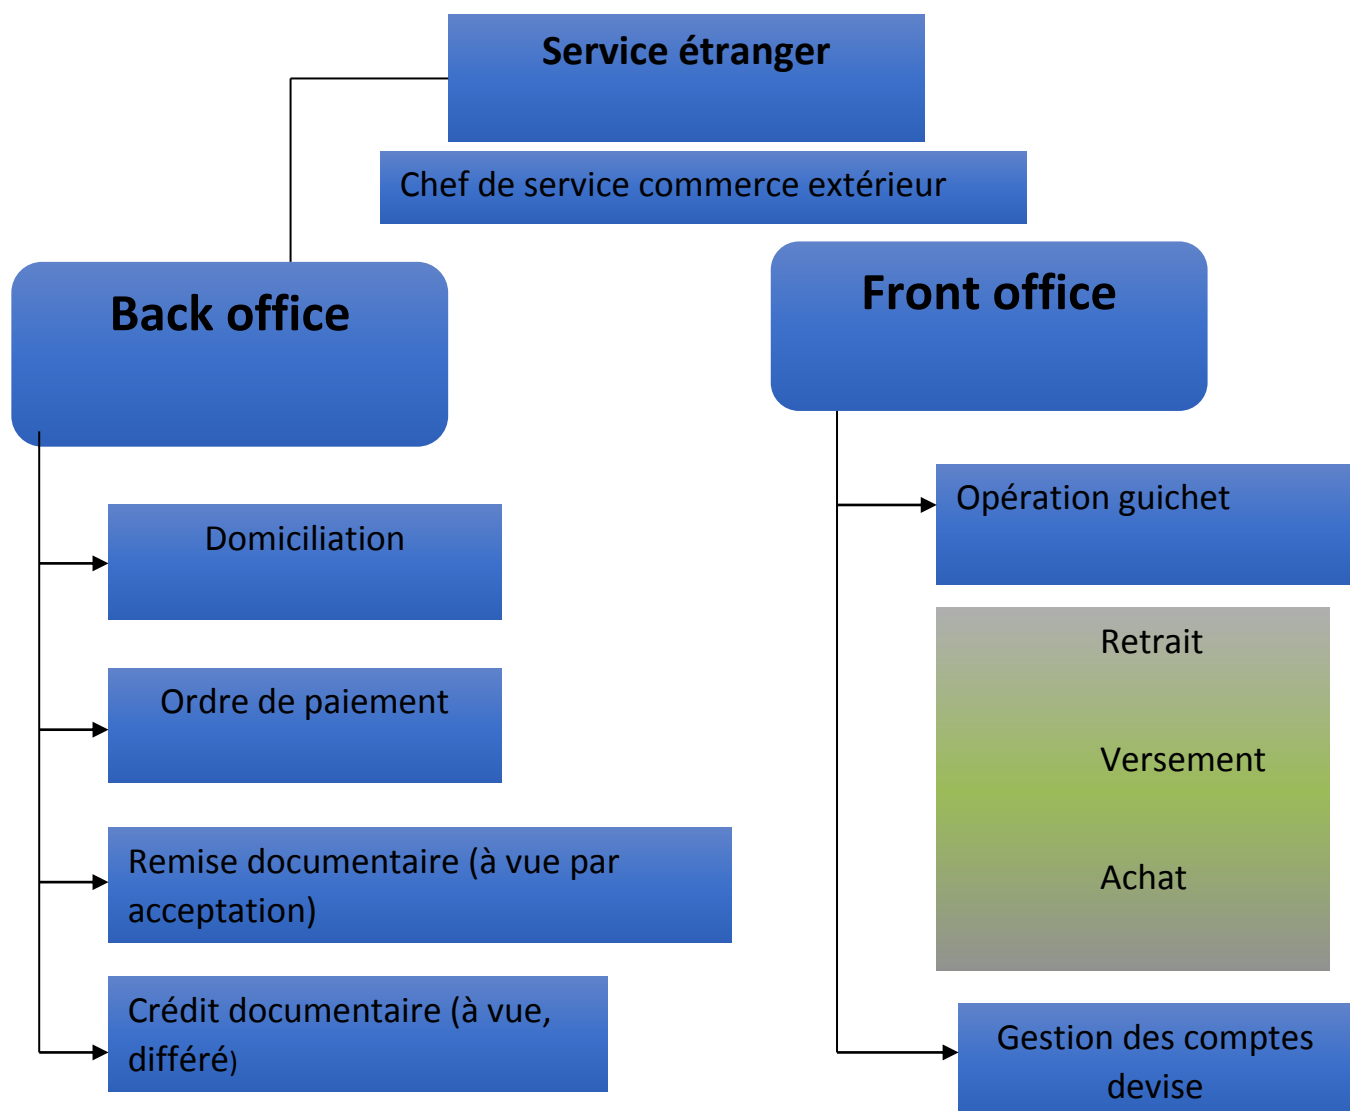 Service étranger
Chef de service commerce extérieur
Back office
Front office
Domiciliation
Ordre de paiement
Remise documentaire (à vue par
acceptation)
Crédit documentaire (à vue,
différé)
Opération guichet
Retrait
Versement
Achat
Gestion des comptes
devise